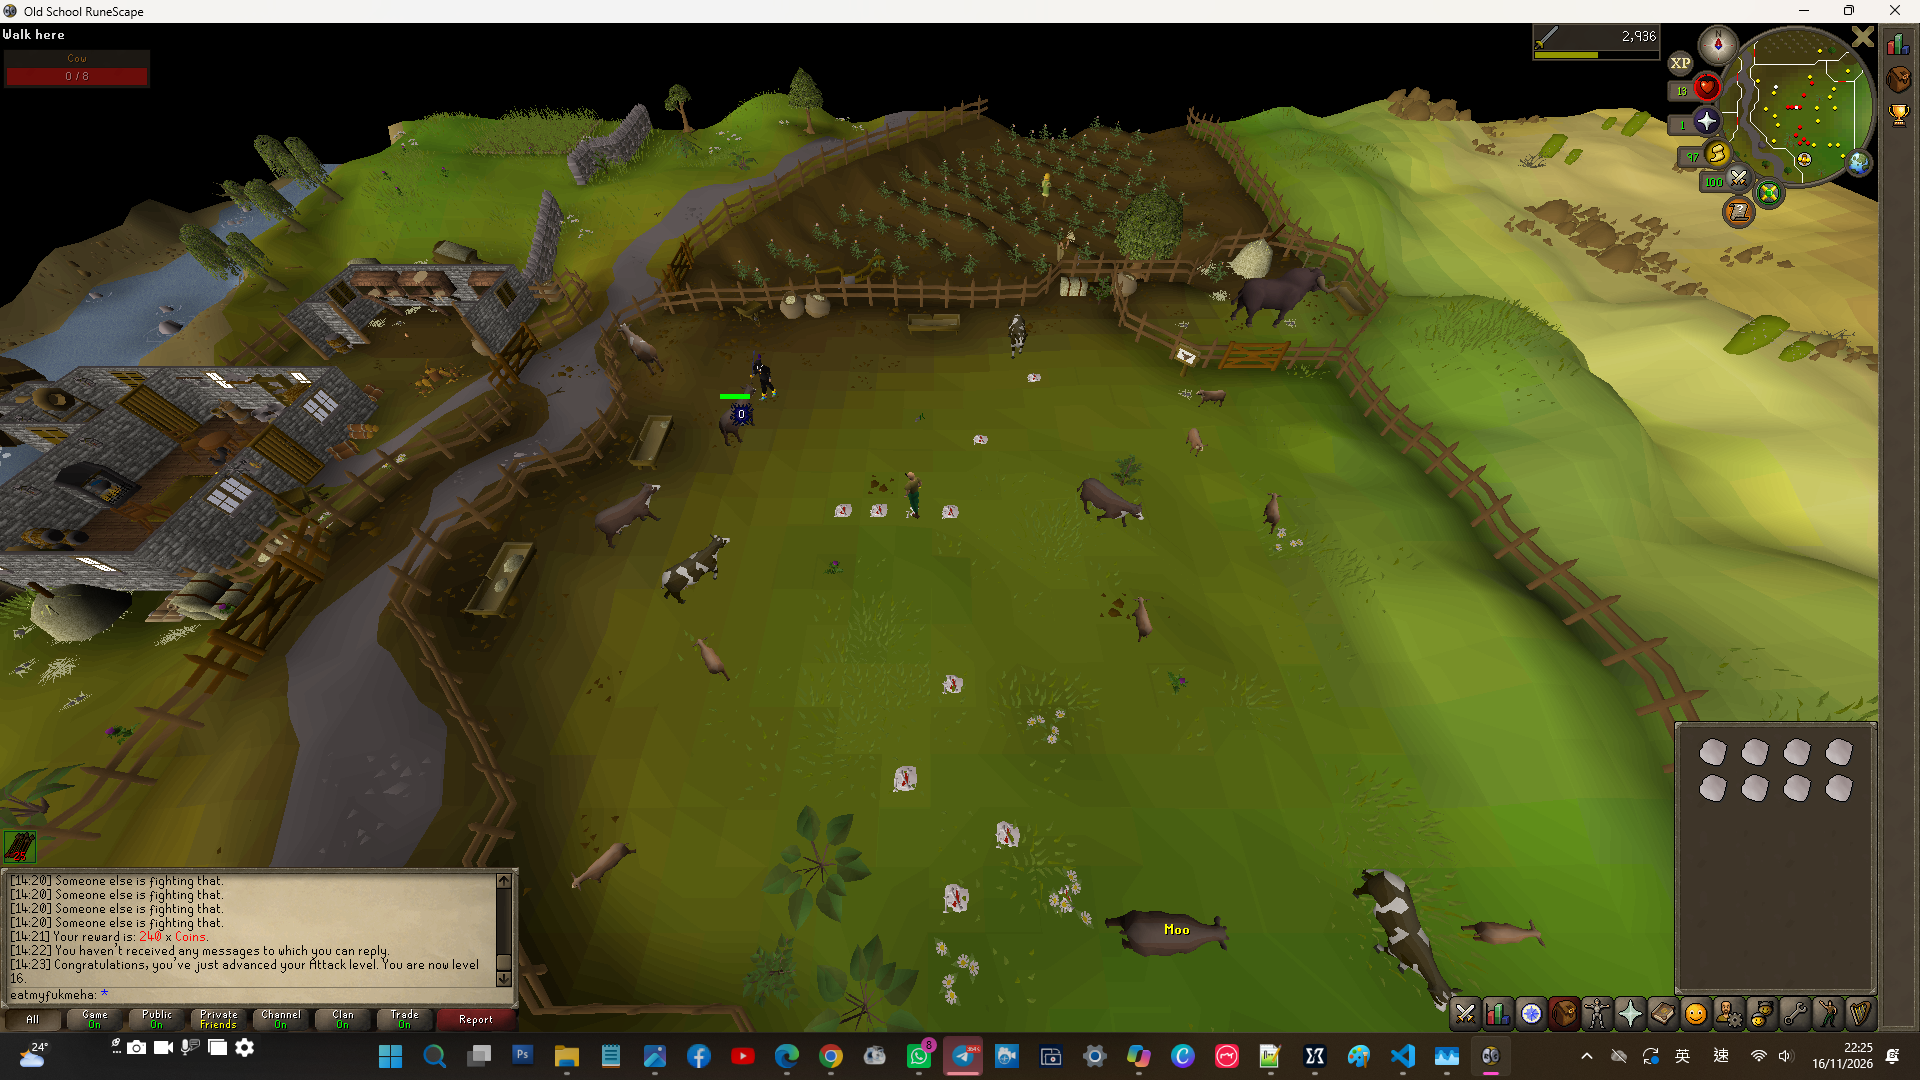 Old School RuneScape
Walk here
Cow
0 / 8
2,936
XP
N
13
1
97
100
0
Moo
23
[14:20] Someone else is fighting that.
[14:20] Someone else is fighting that.
[14:20] Someone else is fighting that.
[14:20] Someone else is fighting that.
[14:21] Your reward is: 240 x Coins.
[14:22] You haven't received any messages to which you can reply.
[14:23] Congratulations, you've just advanced your Attack level. You are now level
16.
eatmyfukmeha: *
All
Game
On
Public
On
Private
Friends
Channel
On
Clan
On
Trade
On
Report
24°
Ps
8
英
速
22:25
16/11/2026